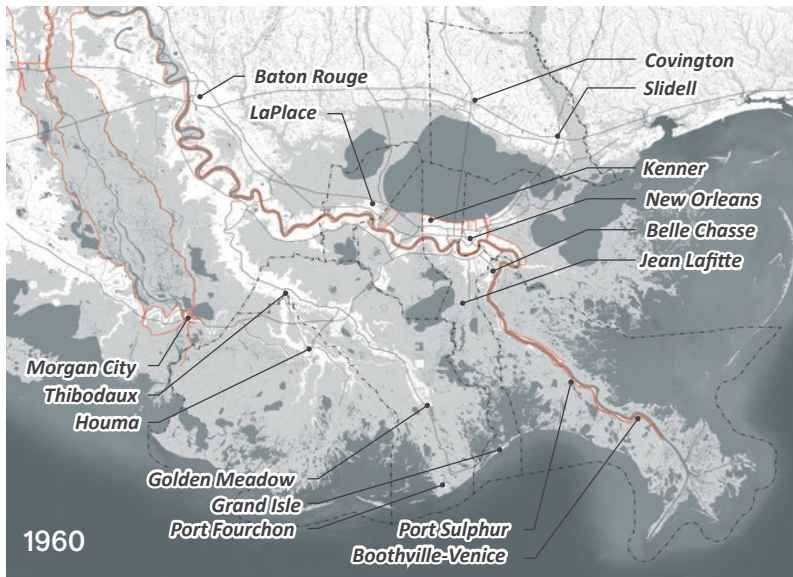 Baton Rouge
LaPlace
Covington
Slidell
Kenner
New Orleans
Belle Chasse
Jean Lafitte
Morgan City
Thibodaux
Houma
Golden Meadow
Grand Isle
Port Fourchon
Port Sulphur
Boothville-Venice
1960